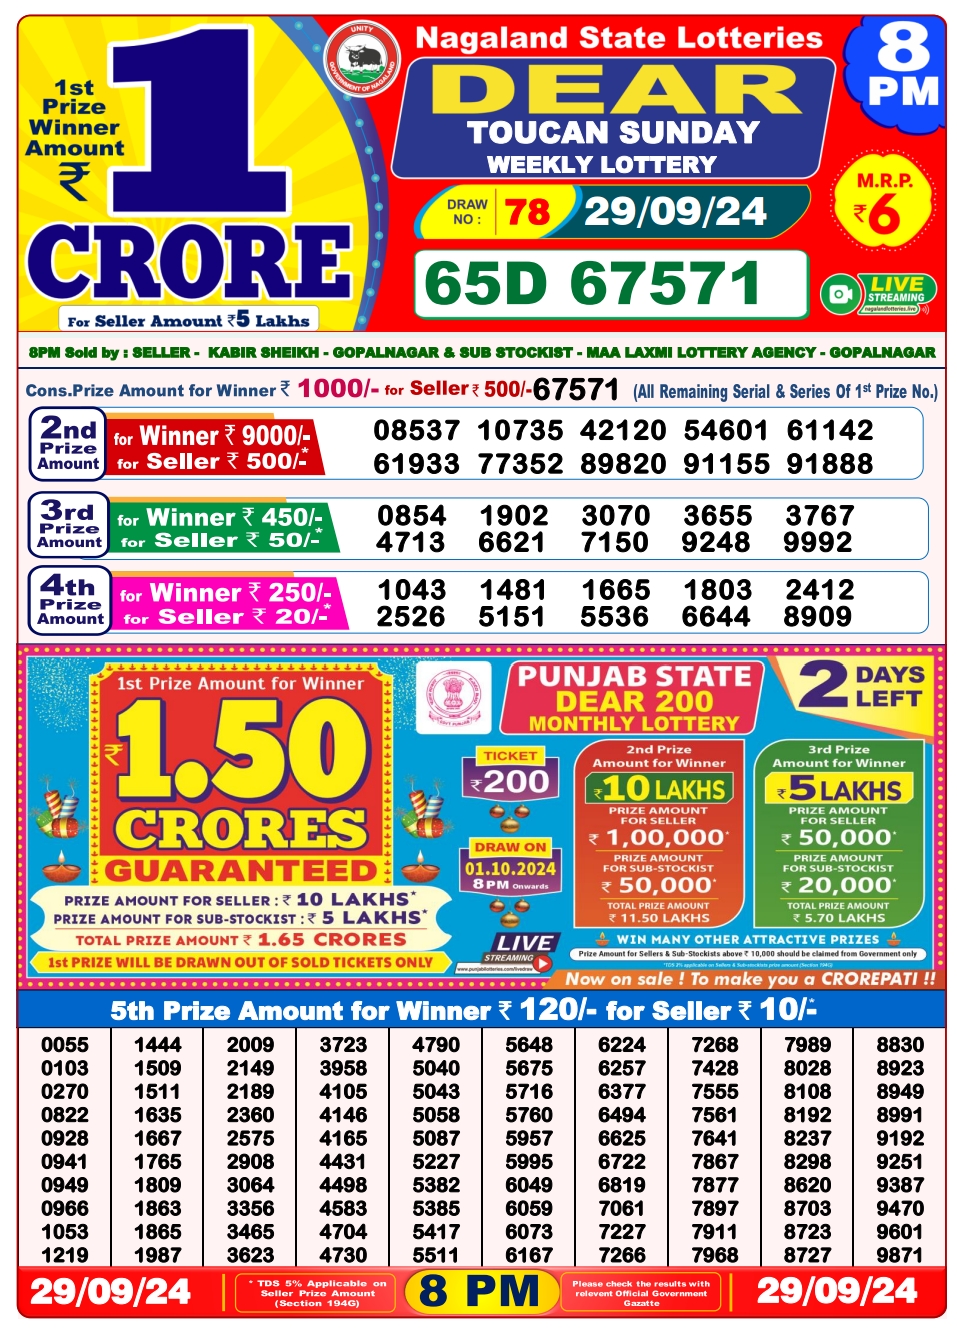 1st
Prize
Winner
Amount
₹
1
CRORE
For Seller Amount ₹5 Lakhs
UNITY
GOVERNMENT OF NAGALAND
Nagaland State Lotteries
DEAR
TOUCAN SUNDAY
WEEKLY LOTTERY
8
PM
DRAW
NO :
78
29/09/24
M.R.P.
₹6
65D 67571
LIVE
STREAMING
nagalandlotteries.live
8PM Sold by : SELLER - KABIR SHEIKH - GOPALNAGAR & SUB STOCKIST - MAA LAXMI LOTTERY AGENCY - GOPALNAGAR
Cons.Prize Amount for Winner ₹ 1000/- for Seller ₹ 500/- 67571 (All Remaining Serial & Series Of 1st Prize No.)
2nd
Prize
Amount
for Winner ₹ 9000/-
for Seller ₹ 500/-*
08537 10735 42120 54601 61142
61933 77352 89820 91155 91888
3rd
Prize
Amount
for Winner ₹ 450/-
for Seller ₹ 50/-*
0854 1902 3070 3655 3767
4713 6621 7150 9248 9992
4th
Prize
Amount
for Winner ₹ 250/-
for Seller ₹ 20/-*
1043 1481 1665 1803 2412
2526 5151 5536 6644 8909
1st Prize Amount for Winner
₹1.50
CRORES
GUARANTEED
PRIZE AMOUNT FOR SELLER : ₹ 10 LAKHS*
PRIZE AMOUNT FOR SUB-STOCKIST : ₹ 5 LAKHS*
TOTAL PRIZE AMOUNT ₹ 1.65 CRORES
1st PRIZE WILL BE DRAWN OUT OF SOLD TICKETS ONLY
PUNJAB STATE
DEAR 200
MONTHLY LOTTERY
2 DAYS
LEFT
TICKET
₹200
DRAW ON
01.10.2024
8 PM Onwards
LIVE
STREAMING
www.punjablotteries.com/livedraw
2nd Prize
Amount for Winner
₹10 LAKHS
PRIZE AMOUNT
FOR SELLER
₹ 1,00,000*
PRIZE AMOUNT
FOR SUB-STOCKIST
₹ 50,000*
TOTAL PRIZE AMOUNT
₹ 11.50 LAKHS
3rd Prize
Amount for Winner
₹5 LAKHS
PRIZE AMOUNT
FOR SELLER
₹ 50,000*
PRIZE AMOUNT
FOR SUB-STOCKIST
₹ 20,000*
TOTAL PRIZE AMOUNT
₹ 5.70 LAKHS
WIN MANY OTHER ATTRACTIVE PRIZES
Prize Amount for Sellers & Sub-Stockists above ₹ 10,000 should be claimed from Government only
*TDS 2% applicable on Sellers & Sub-stockists prize amount (Section 194G)
Now on sale ! To make you a CROREPATI !!
5th Prize Amount for Winner ₹ 120/- for Seller ₹ 10/-*
0055 1444 2009 3723 4790 5648 6224 7268 7989 8830
0103 1509 2149 3958 5040 5675 6257 7428 8028 8923
0270 1511 2189 4105 5043 5716 6377 7555 8108 8949
0822 1635 2360 4146 5058 5760 6494 7561 8192 8991
0928 1667 2575 4165 5087 5957 6625 7641 8237 9192
0941 1765 2908 4431 5227 5995 6722 7867 8298 9251
0949 1809 3064 4498 5382 6049 6819 7877 8620 9387
0966 1863 3356 4583 5385 6059 7061 7897 8703 9470
1053 1865 3465 4704 5417 6073 7227 7911 8723 9601
1219 1987 3623 4730 5511 6167 7266 7968 8727 9871
29/09/24
* TDS 5% Applicable on
Seller Prize Amount
(Section 194G)
8 PM
Please check the results with
relevent Official Government
Gazatte
29/09/24